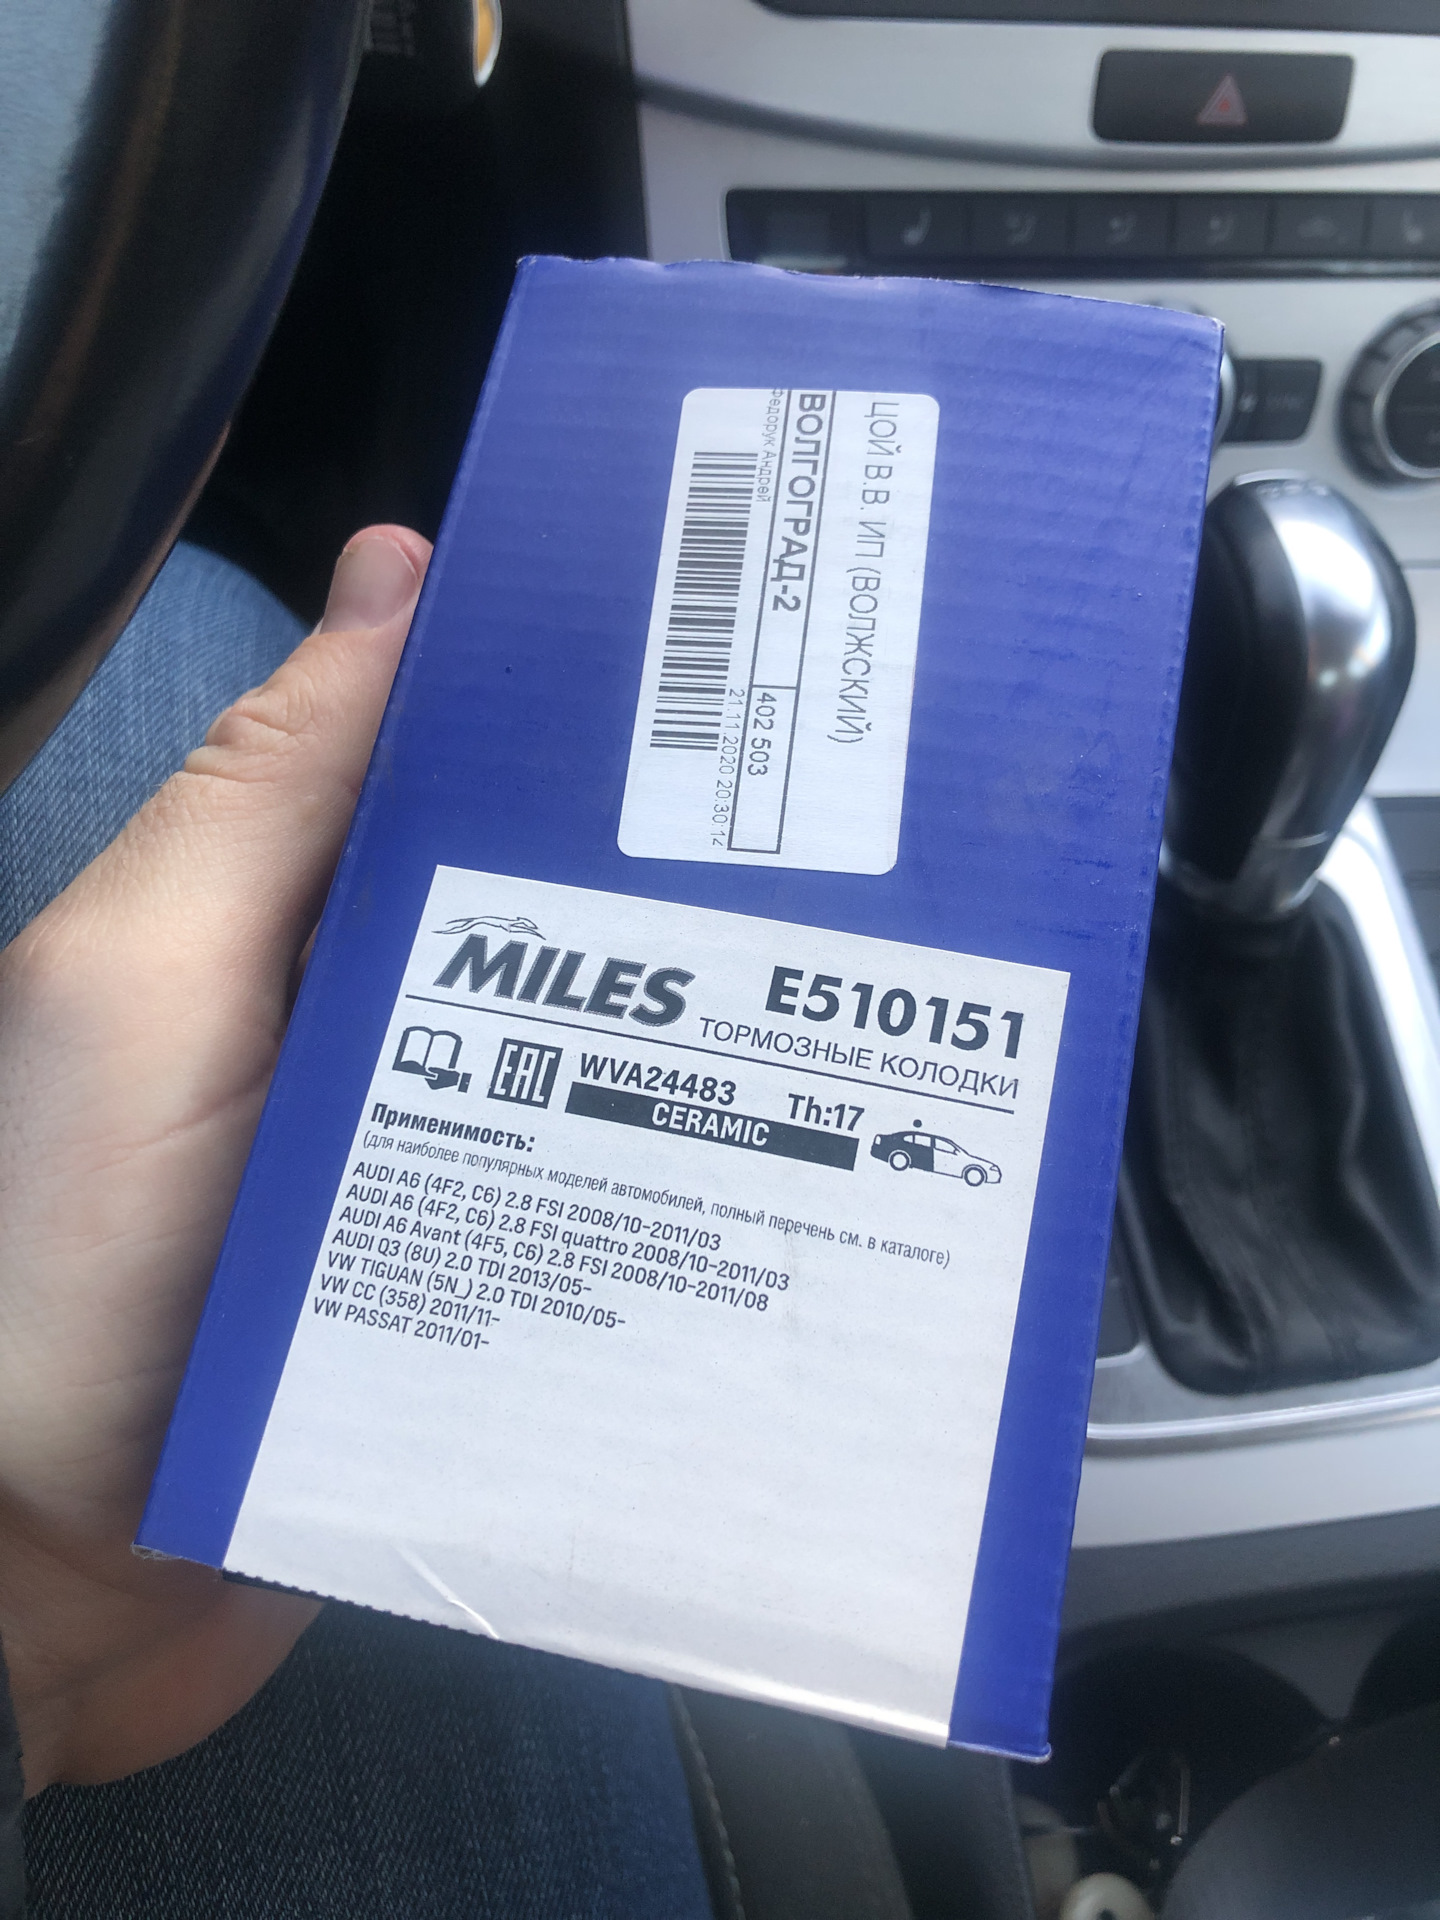 ЦОЙ В.В. ИП (ВОЛЖСКИЙ)
ВОЛГОГРАД-2
402 503
Федорук Андрей
21.11.2020 20:30:12
MILES
E510151
ТОРМОЗНЫЕ КОЛОДКИ
EAC
WVA24483
Th:17
CERAMIC
Применимость:
(для наиболее популярных моделей автомобилей, полный перечень см. в каталоге)
AUDI A6 (4F2, C6) 2.8 FSI 2008/10-2011/03
AUDI A6 (4F2, C6) 2.8 FSI quattro 2008/10-2011/03
AUDI A6 Avant (4F5, C6) 2.8 FSI 2008/10-2011/08
AUDI Q3 (8U) 2.0 TDI 2013/05-
VW TIGUAN (5N_) 2.0 TDI 2010/05-
VW CC (358) 2011/11-
VW PASSAT 2011/01-